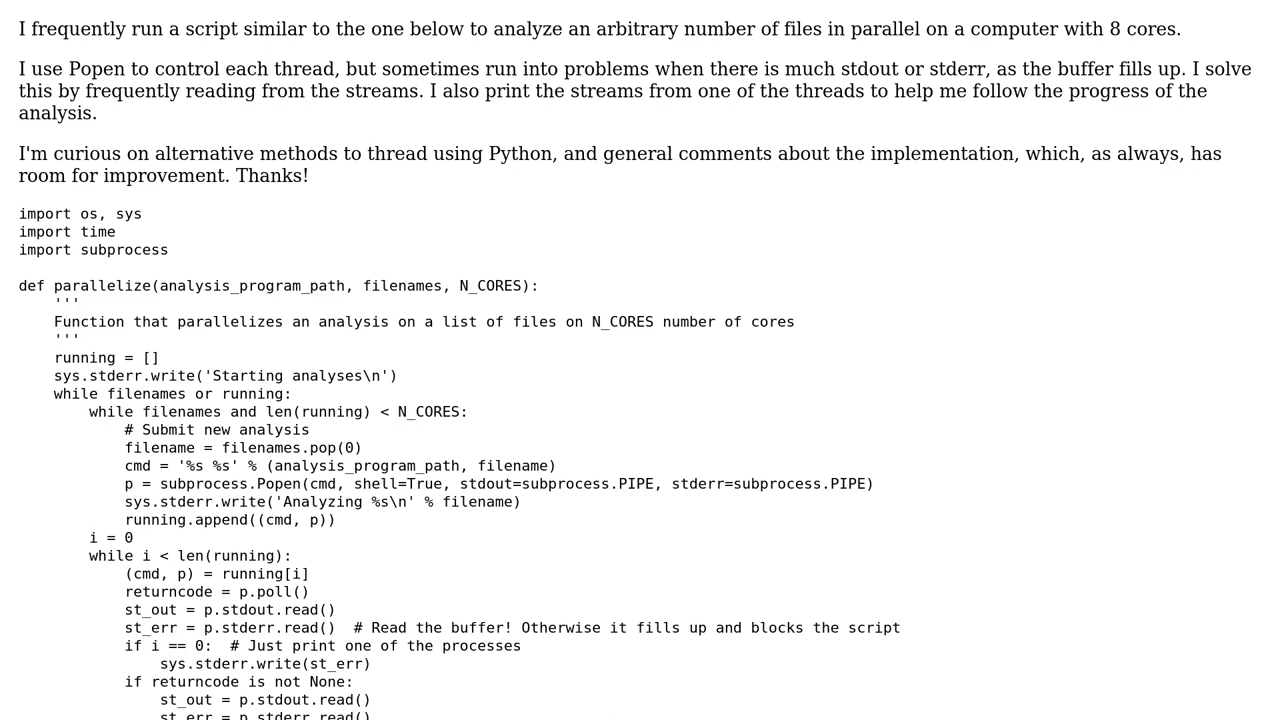 I frequently run a script similar to the one below to analyze an arbitrary number of files in parallel on a computer with 8 cores.
I use Popen to control each thread, but sometimes run into problems when there is much stdout or stderr, as the buffer fills up. I solve
this by frequently reading from the streams. I also print the streams from one of the threads to help me follow the progress of the
analysis.
I'm curious on alternative methods to thread using Python, and general comments about the implementation, which, as always, has
room for improvement. Thanks!
import os, sys
import time
import subprocess
def parallelize(analysis_program_path, filenames, N_CORES):
    '''
    Function that parallelizes an analysis on a list of files on N_CORES number of cores
    '''
    running = []
    sys.stderr.write('Starting analyses\n')
    while filenames or running:
        while filenames and len(running) < N_CORES:
            # Submit new analysis
            filename = filenames.pop(0)
            cmd = '%s %s' % (analysis_program_path, filename)
            p = subprocess.Popen(cmd, shell=True, stdout=subprocess.PIPE, stderr=subprocess.PIPE)
            sys.stderr.write('Analyzing %s\n' % filename)
            running.append((cmd, p))
        i = 0
        while i < len(running):
            (cmd, p) = running[i]
            returncode = p.poll()
            st_out = p.stdout.read()
            st_err = p.stderr.read()  # Read the buffer! Otherwise it fills up and blocks the script
            if i == 0:  # Just print one of the processes
                sys.stderr.write(st_err)
            if returncode is not None:
                st_out = p.stdout.read()
                st_err = p.stderr.read()